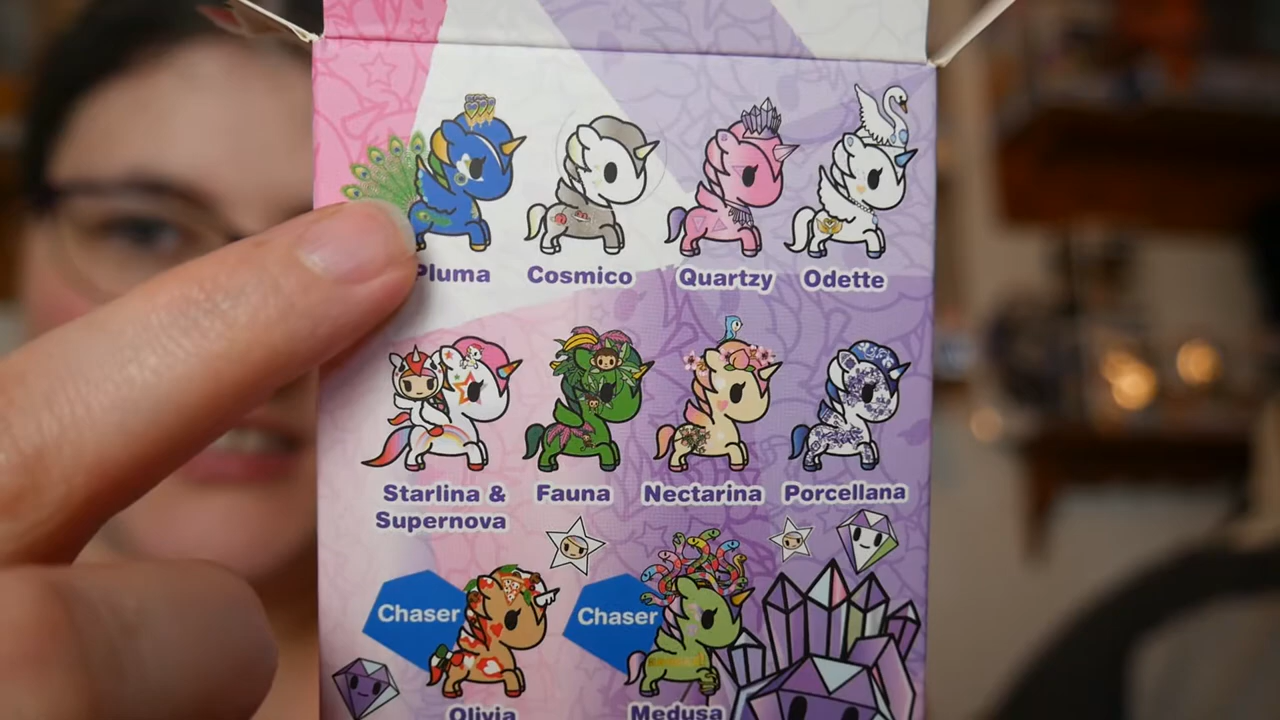 Pluma Cosmico Quartzy Odette
Starlina & Fauna Nectarina Porcellana
Supernova
Chaser Chaser
Olivia Medusa